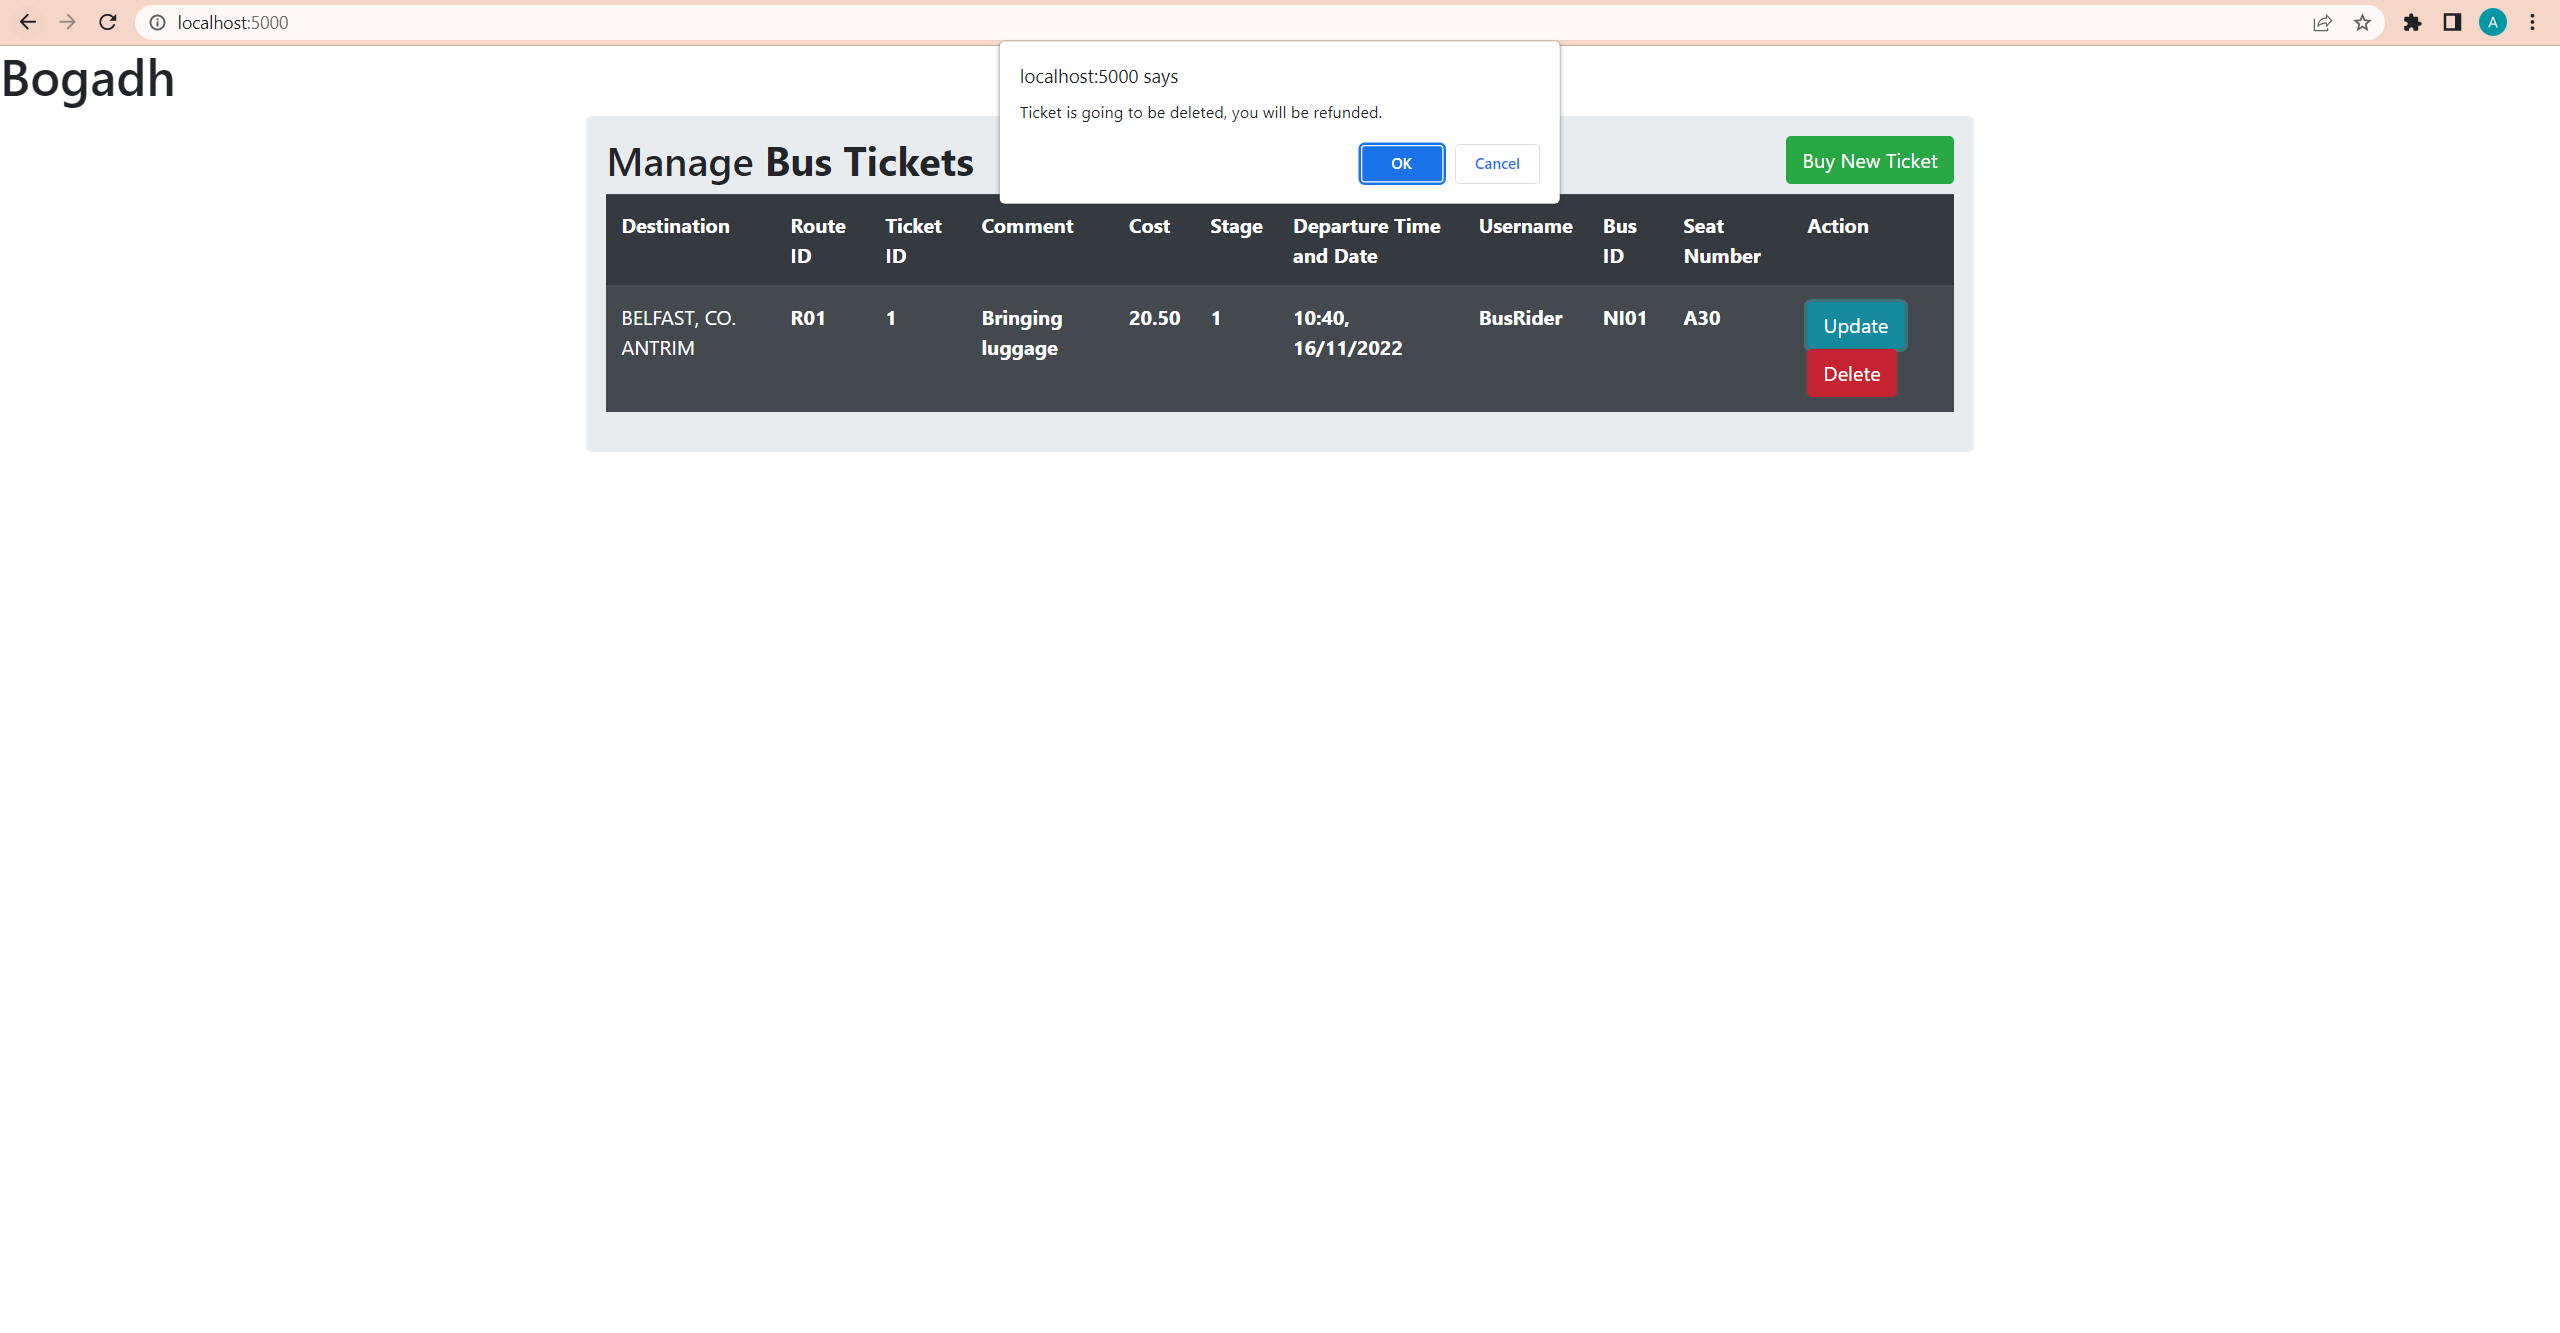 localhost:5000
A
Bogadh
localhost:5000 says
Ticket is going to be deleted, you will be refunded.
OK Cancel
Manage Bus Tickets
Buy New Ticket
Destination Route ID Ticket ID Comment Cost Stage Departure Time and Date Username Bus ID Seat Number Action
BELFAST, CO. ANTRIM R01 1 Bringing luggage 20.50 1 10:40, 16/11/2022 BusRider NI01 A30 Update
Delete